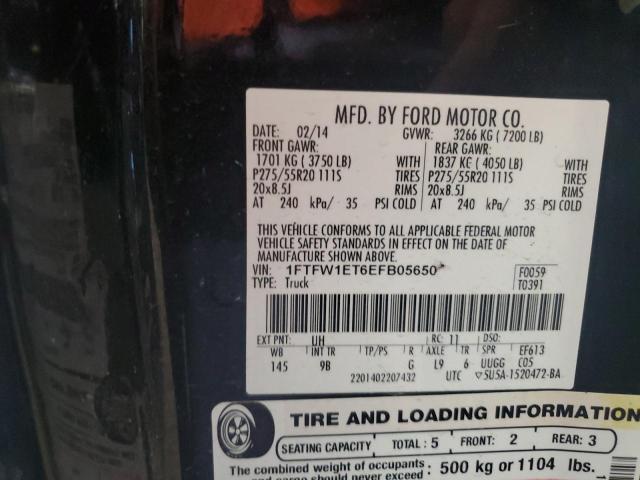 MFD. BY FORD MOTOR CO.
DATE: 02/14 GVWR: 3266 KG ( 7200 LB)
FRONT GAWR: REAR GAWR:
1701 KG ( 3750 LB) WITH 1837 KG ( 4050 LB) WITH
P275/55R20 111S TIRES P275/55R20 111S TIRES
20x8.5J RIMS 20x8.5J RIMS
AT 240 kPa/ 35 PSI COLD AT 240 kPa/ 35 PSI COLD
THIS VEHICLE CONFORMS TO ALL APPLICABLE FEDERAL MOTOR
VEHICLE SAFETY STANDARDS IN EFFECT ON THE DATE OF
MANUFACTURE SHOWN ABOVE.
VIN: 1FTFW1ET6EFB05650 F0059
TYPE: Truck T0391
EXT PNT: UH RC: 11 DSO:
WB INT TR TP/PS R AXLE TR SPR EF613
145 9B G L9 6 UUGG C05
2201402207432 UTC ▽5U5A-1520472-BA
TIRE AND LOADING INFORMATION
SEATING CAPACITY TOTAL: 5 FRONT: 2 REAR: 3
The combined weight of occupants
500 kg or 1104 lbs.